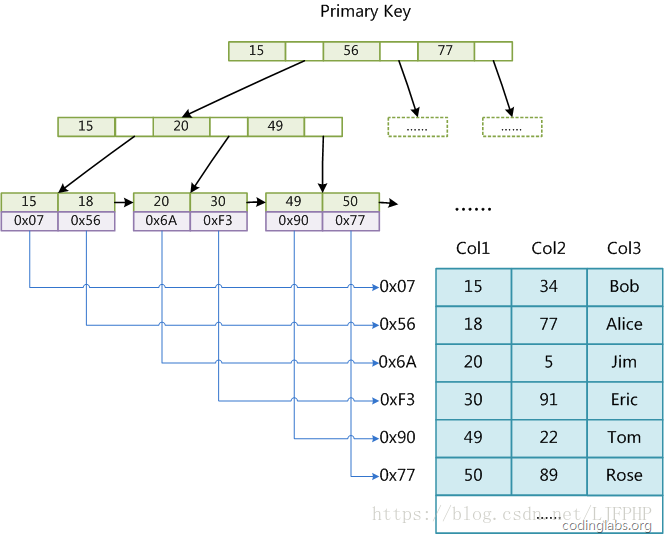 Primary Key
15 56 77
15 20 49
...... ......
15 18 20 30 49 50
0x07 0x56 0x6A 0xF3 0x90 0x77
......
Col1 Col2 Col3
0x07 15 34 Bob
0x56 18 77 Alice
0x6A 20 5 Jim
0xF3 30 91 Eric
0x90 49 22 Tom
0x77 50 89 Rose
......
https://blog.csdn.net/LJFPHP
codinglabs.org